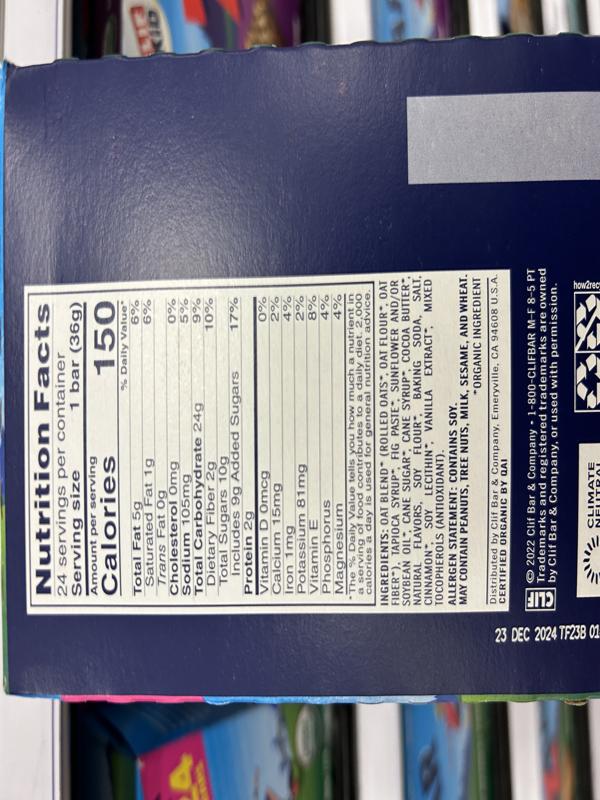 Nutrition Facts
24 servings per container
Serving size 1 bar (36g)
Amount per serving
Calories 150
% Daily Value*
Total Fat 5g 6%
Saturated Fat 1g 6%
Trans Fat 0g
Cholesterol 0mg 0%
Sodium 105mg 5%
Total Carbohydrate 24g 9%
Dietary Fiber 2g 10%
Total Sugars 10g
Includes 9g Added Sugars 17%
Protein 2g
Vitamin D 0mcg 0%
Calcium 15mg 2%
Iron 1mg 4%
Potassium 81mg 2%
Vitamin E 8%
Phosphorus 4%
Magnesium 4%
*The % Daily Value tells you how much a nutrient in
a serving of food contributes to a daily diet. 2,000
calories a day is used for general nutrition advice.
INGREDIENTS: OAT BLEND* (ROLLED OATS*, OAT FLOUR*, OAT
FIBER*), TAPIOCA SYRUP*, FIG PASTE*, SUNFLOWER AND/OR
SOYBEAN OIL*, CANE SUGAR*, CANE SYRUP*, COCOA BUTTER*,
NATURAL FLAVORS, SOY FLOUR*, BAKING SODA, SALT,
CINNAMON*, SOY LECITHIN*, VANILLA EXTRACT*, MIXED
TOCOPHEROLS (ANTIOXIDANT).
ALLERGEN STATEMENT: CONTAINS SOY.
MAY CONTAIN PEANUTS, TREE NUTS, MILK, SESAME, AND WHEAT.
*ORGANIC INGREDIENT
Distributed by Clif Bar & Company, Emeryville, CA 94608 U.S.A.
CERTIFIED ORGANIC BY QAI
CLIF
© 2022 Clif Bar & Company • 1-800-CLIFBAR M-F 8-5 PT
Trademarks and registered trademarks are owned
by Clif Bar & Company, or used with permission.
how2recy
CLIMATE
NEUTRAL
23 DEC 2024 TF23B 01
CLIF
KID